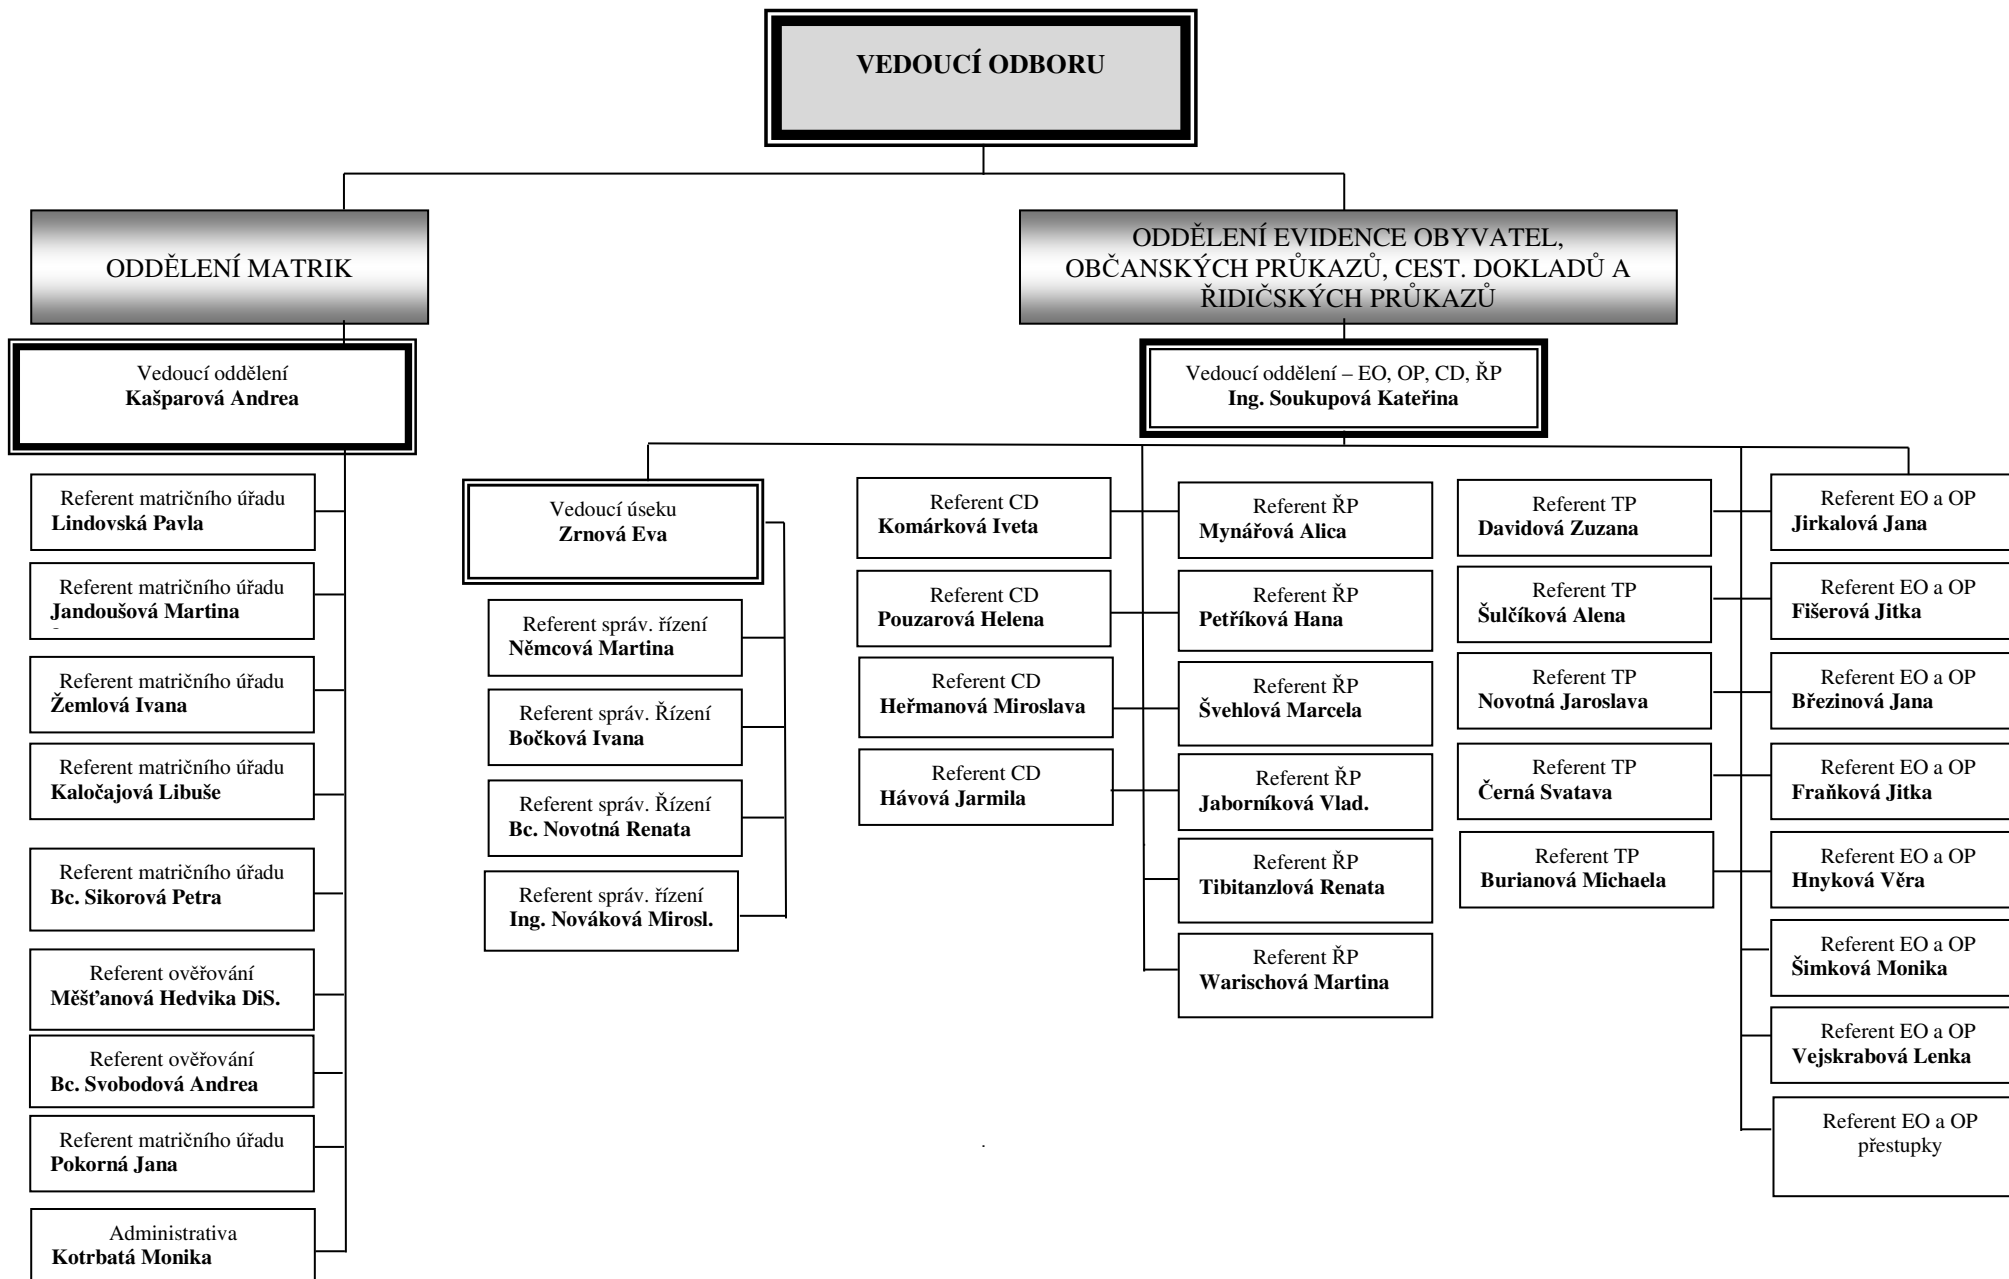 VEDOUCÍ ODBORU
ODDĚLENÍ MATRIK
ODDĚLENÍ EVIDENCE OBYVATEL,
OBČANSKÝCH PRŮKAZŮ, CEST. DOKLADŮ A
ŘIDIČSKÝCH PRŮKAZŮ
Vedoucí oddělení
Kašparová Andrea
Vedoucí oddělení – EO, OP, CD, ŘP
Ing. Soukupová Kateřina
Referent matričního úřadu
Lindovská Pavla
Referent matričního úřadu
Jandoušová Martina
Referent matričního úřadu
Žemlová Ivana
Referent matričního úřadu
Kaločajová Libuše
Referent matričního úřadu
Bc. Sikorová Petra
Referent ověřování
Měšťanová Hedvika DiS.
Referent ověřování
Bc. Svobodová Andrea
Referent matričního úřadu
Pokorná Jana
Administrativa
Kotrbatá Monika
Vedoucí úseku
Zrnová Eva
Referent správ. řízení
Němcová Martina
Referent správ. Řízení
Bočková Ivana
Referent správ. Řízení
Bc. Novotná Renata
Referent správ. řízení
Ing. Nováková Mirosl.
Referent CD
Komárková Iveta
Referent CD
Pouzarová Helena
Referent CD
Heřmanová Miroslava
Referent CD
Hávová Jarmila
Referent ŘP
Mynářová Alica
Referent ŘP
Petříková Hana
Referent ŘP
Švehlová Marcela
Referent ŘP
Jaborníková Vlad.
Referent ŘP
Tibitanzlová Renata
Referent ŘP
Warischová Martina
Referent TP
Davidová Zuzana
Referent TP
Šulčíková Alena
Referent TP
Novotná Jaroslava
Referent TP
Černá Svatava
Referent TP
Burianová Michaela
Referent EO a OP
Jirkalová Jana
Referent EO a OP
Fišerová Jitka
Referent EO a OP
Březinová Jana
Referent EO a OP
Fraňková Jitka
Referent EO a OP
Hnyková Věra
Referent EO a OP
Šimková Monika
Referent EO a OP
Vejskrabová Lenka
Referent EO a OP
přestupky